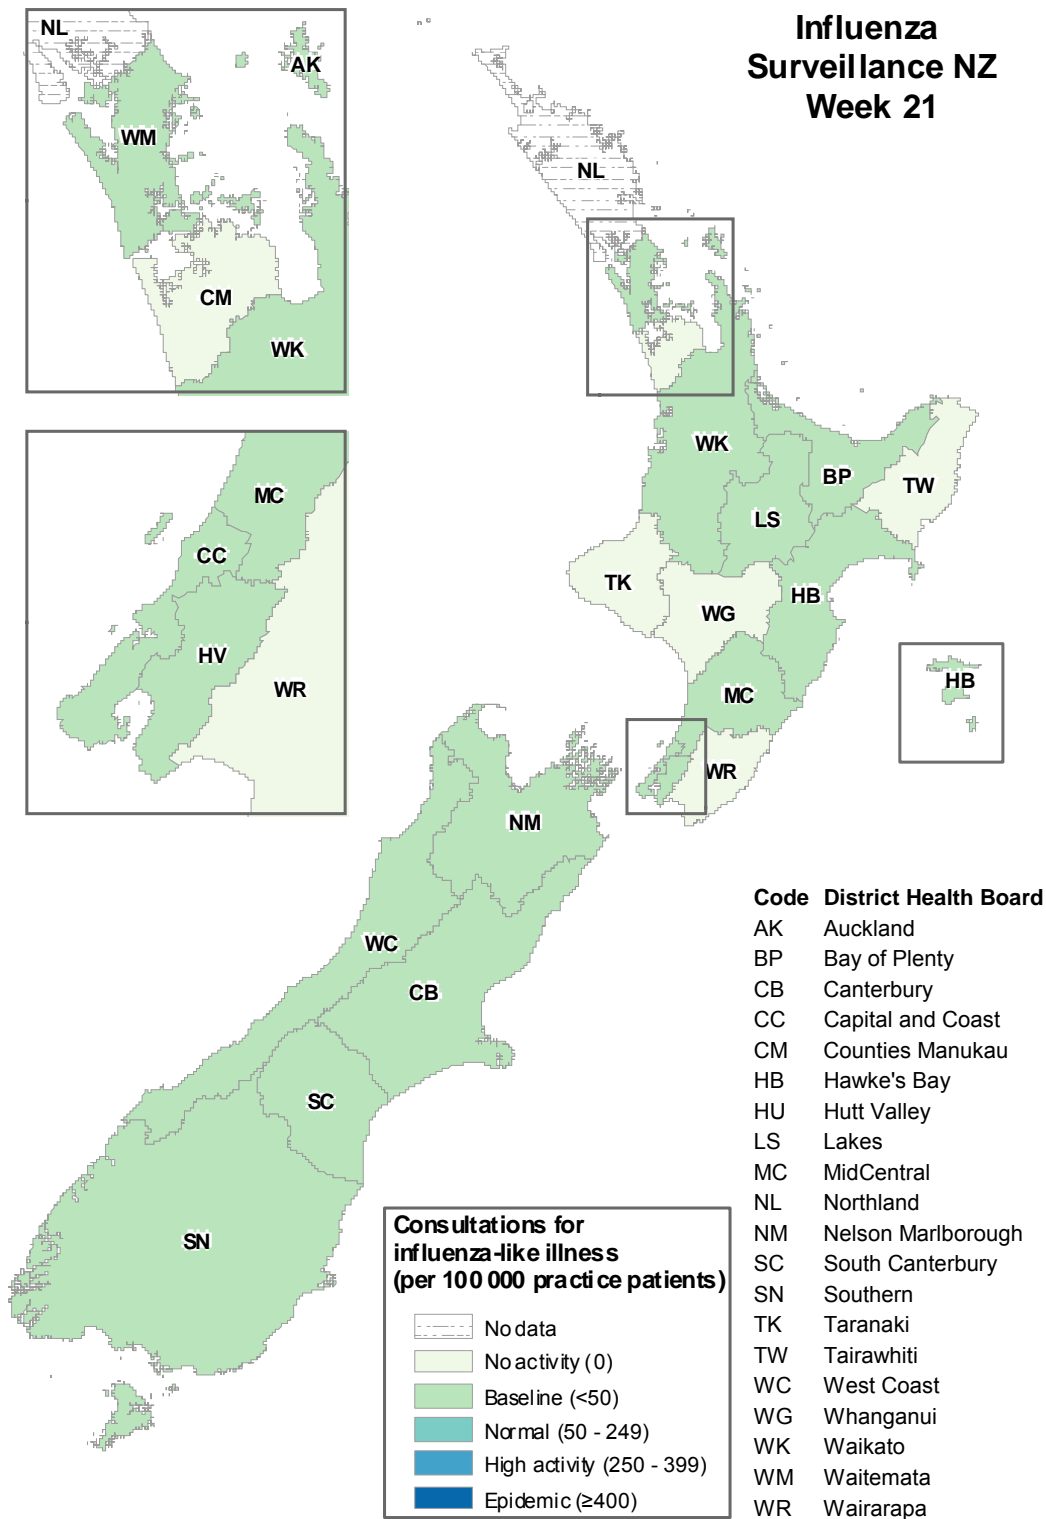 Influenza
Surveillance NZ
Week 21
NL
AK
WM
CM
WK
NL
MC
CC
HV
WR
WK
BP
TW
LS
TK
HB
WG
MC
HB
WR
NM
WC
CB
SC
SN
Code District Health Board
AK Auckland
BP Bay of Plenty
CB Canterbury
CC Capital and Coast
CM Counties Manukau
HB Hawke's Bay
HU Hutt Valley
LS Lakes
MC MidCentral
NL Northland
NM Nelson Marlborough
SC South Canterbury
SN Southern
TK Taranaki
TW Tairawhiti
WC West Coast
WG Whanganui
WK Waikato
WM Waitemata
WR Wairarapa
Consultations for
influenza-like illness
(per 100 000 practice patients)
No data
No activity (0)
Baseline (<50)
Normal (50 - 249)
High activity (250 - 399)
Epidemic (≥400)